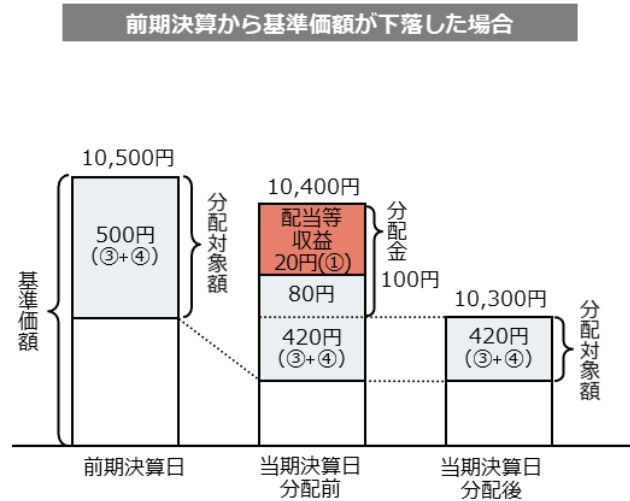 前期決算から基準価額が下落した場合
10,500円
500円
(③+④)
分配対象額
基準価額
前期決算日
10,400円
配当等
収益
20円(①)
80円
420円
(③+④)
分配金
100円
当期決算日
分配前
10,300円
420円
(③+④)
分配対象額
当期決算日
分配後